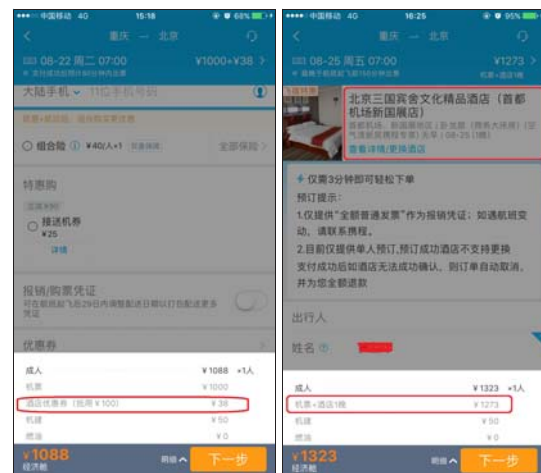 中国移动 4G 15:18 68%
重庆 — 北京
08-22 周二 07:00 ¥1000+¥38 >
大陆手机 11位手机号码
组合险 ¥40/人×1 全部保险 >
特惠购
接送机券
¥25
详情
报销/购票凭证
优惠券
成人 ¥1088 ×1人
机票 ¥1000
酒店优惠券（抵用¥100） ¥38
机建 ¥50
燃油 ¥0
¥1088
经济舱 明细 下一步
中国移动 4G 16:25 95%
重庆 — 北京
08-25 周五 07:00 ¥1273 >
机票+酒店1晚
北京三国宾舍文化精品酒店（首都
机场新国展店）
查看详情/更换酒店
仅需3分钟即可轻松下单
预订提示：
1.仅提供“全额普通发票”作为报销凭证；如遇航班变
动，请联系携程。
2.目前仅提供单人预订,预订成功酒店不支持更换
支付成功后如酒店无法成功确认，则订单自动取消，
并为您全额退款
出行人
姓名
成人 ¥1323 ×1人
机票+酒店1晚 ¥1273
机建 ¥50
燃油 ¥0
¥1323
经济舱 明细 下一步